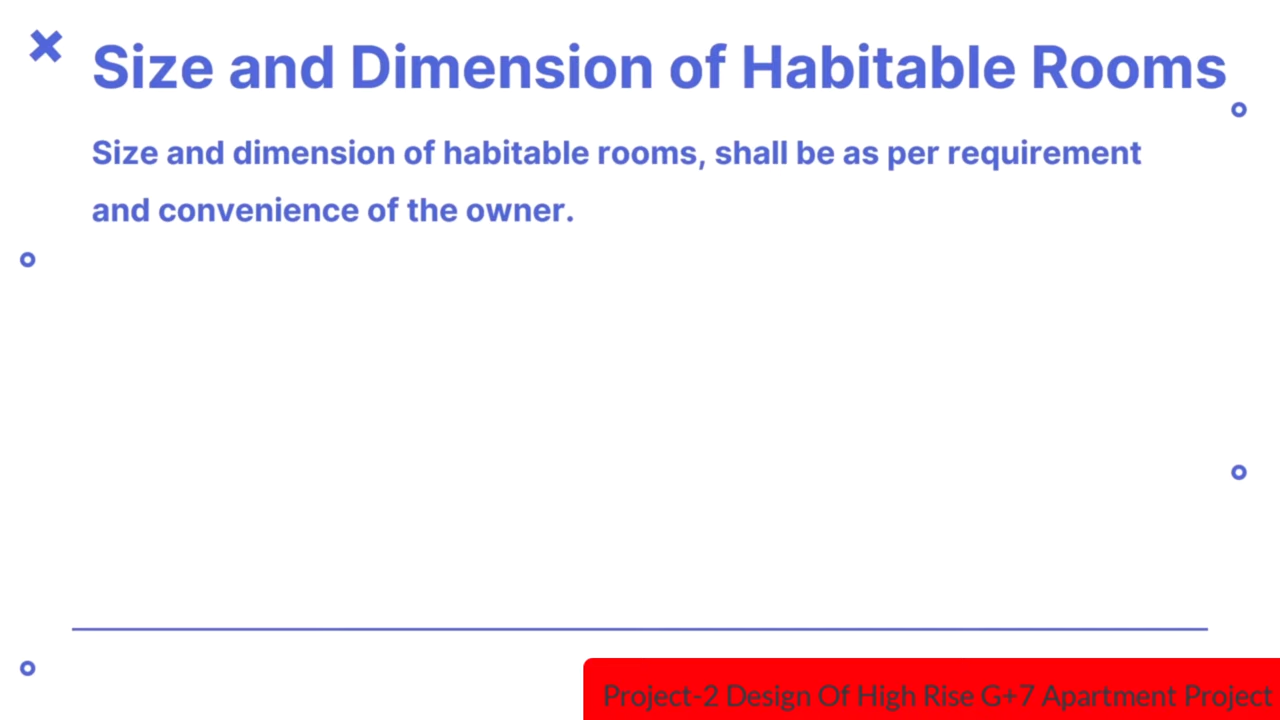 Size and Dimension of Habitable Rooms
Size and dimension of habitable rooms, shall be as per requirement
and convenience of the owner.
Project-2 Design Of High Rise G+7 Apartment Project